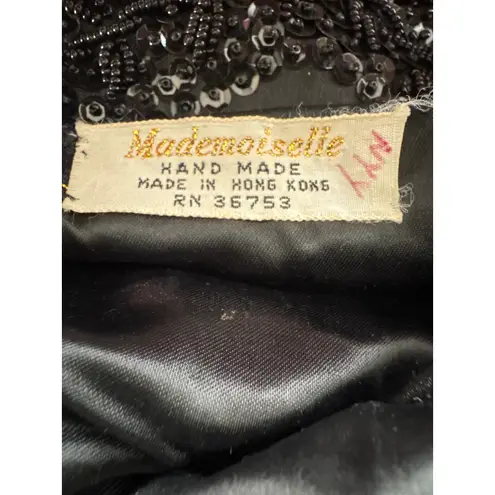 Mademoiselle
HAND MADE
MADE IN HONG KONG
RN 36753